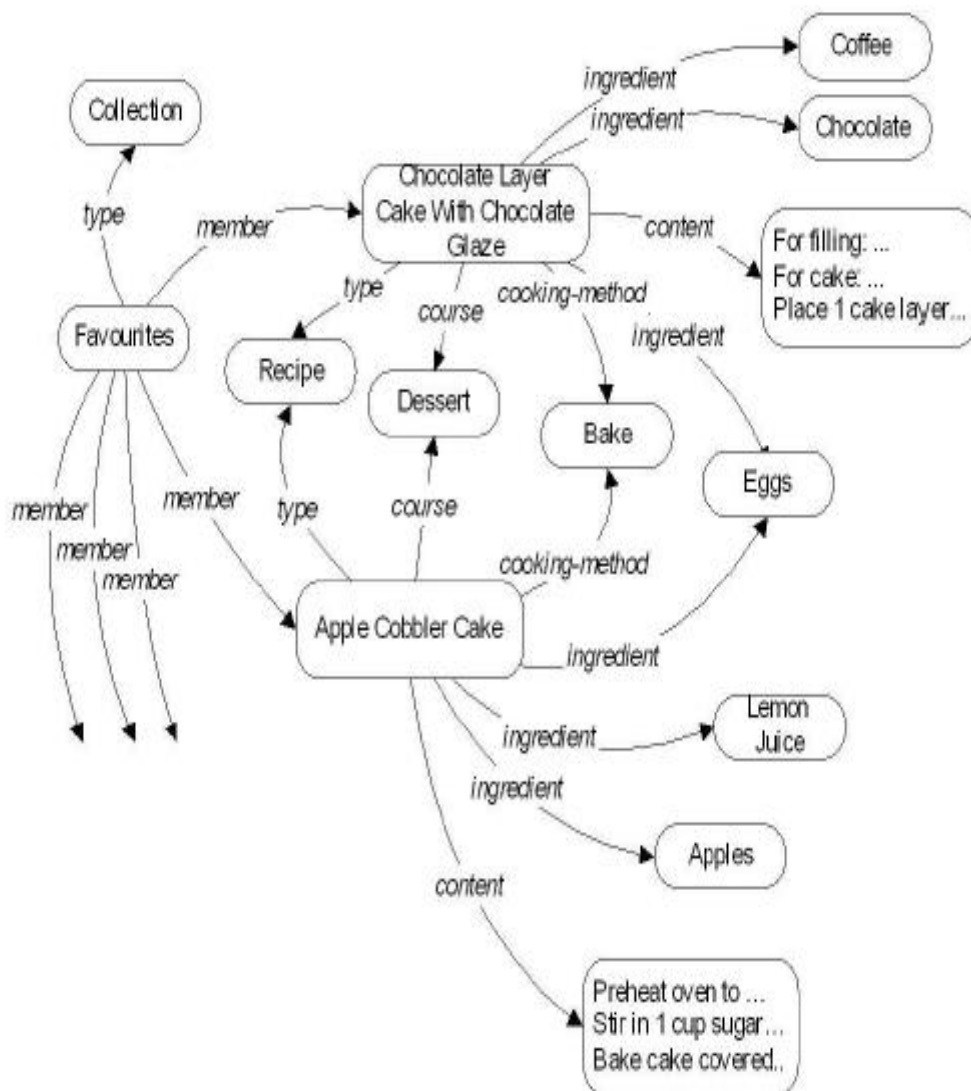 Coffee
ingredient
Collection
ingredient
Chocolate
Chocolate Layer
Cake With Chocolate
Glaze
type
member
content
For filling: ...
For cake: ...
Place 1 cake layer...
type
cooking-method
course
ingredient
Favourites
Recipe
Dessert
Bake
Eggs
member
member
type
course
member
member
cooking-method
Apple Cobbler Cake
ingredient
Lemon
Juice
ingredient
ingredient
Apples
content
Preheat oven to ...
Stir in 1 cup sugar...
Bake cake covered..